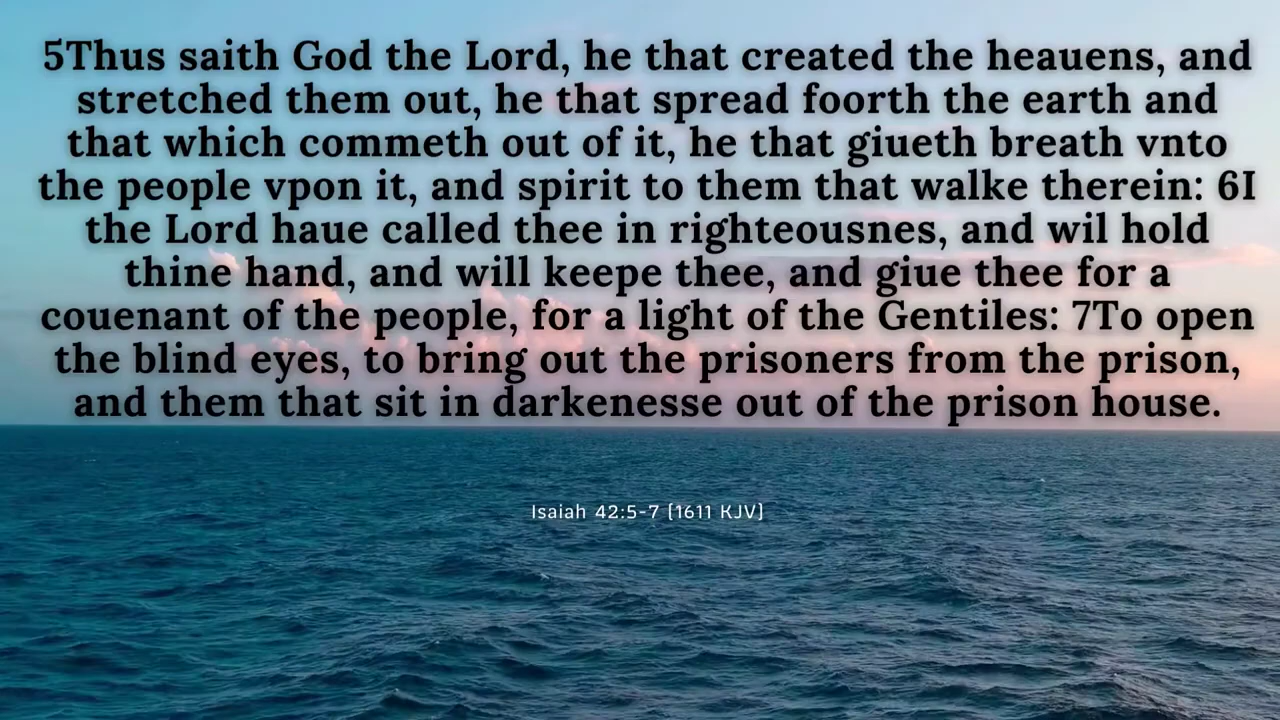 5Thus saith God the Lord, he that created the heauens, and
stretched them out, he that spread foorth the earth and
that which commeth out of it, he that giueth breath vnto
the people vpon it, and spirit to them that walke therein: 6I
the Lord haue called thee in righteousnes, and wil hold
thine hand, and will keepe thee, and giue thee for a
couenant of the people, for a light of the Gentiles: 7To open
the blind eyes, to bring out the prisoners from the prison,
and them that sit in darkenesse out of the prison house.
Isaiah 42:5-7 [1611 KJV]